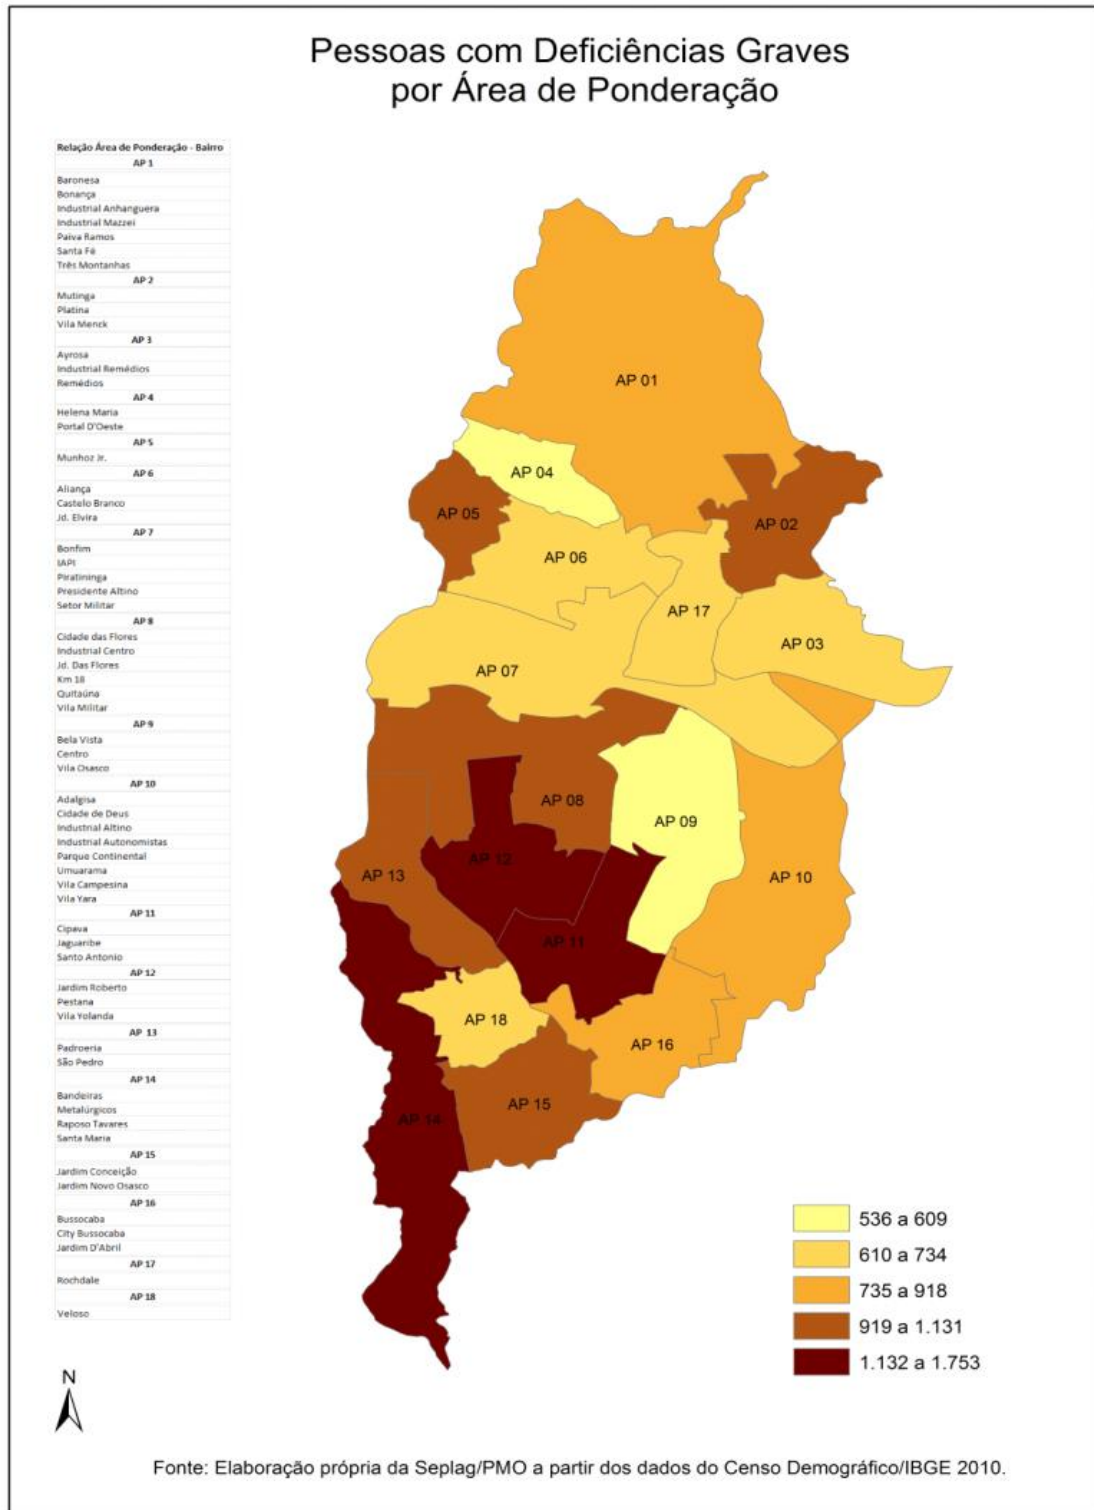 Pessoas com Deficiências Graves
por Área de Ponderação
Relação Área de Ponderação - Bairro
AP 1
Baronesa
Bonança
Industrial Anhanguera
Industrial Mazzei
Paiva Ramos
Santa Fé
Três Montanhas
AP 2
Mutinga
Platina
Vila Menck
AP 3
Ayrosa
Industrial Remédios
Remédios
AP 4
Helena Maria
Portal D'Oeste
AP 5
Munhoz Jr.
AP 6
Aliança
Castelo Branco
Jd. Elvira
AP 7
Bonfim
IAPI
Piratininga
Presidente Altino
Setor Militar
AP 8
Cidade das Flores
Industrial Centro
Jd. Das Flores
Km 18
Quitaúna
Vila Militar
AP 9
Bela Vista
Centro
Vila Osasco
AP 10
Adalgisa
Cidade de Deus
Industrial Altino
Industrial Autonomistas
Parque Continental
Umuarama
Vila Campesina
Vila Yara
AP 11
Cipava
Jaguaribe
Santo Antonio
AP 12
Jardim Roberto
Pestana
Vila Yolanda
AP 13
Padroeria
São Pedro
AP 14
Bandeiras
Metalúrgicos
Raposo Tavares
Santa Maria
AP 15
Jardim Conceição
Jardim Novo Osasco
AP 16
Bussocaba
City Bussocaba
Jardim D'Abril
AP 17
Rochdale
AP 18
Veloso
AP 01
AP 04
AP 05
AP 02
AP 06
AP 17
AP 03
AP 07
AP 08
AP 09
AP 12
AP 13
AP 10
AP 11
AP 18
AP 16
AP 15
AP 14
536 a 609
610 a 734
735 a 918
919 a 1.131
1.132 a 1.753
N
Fonte: Elaboração própria da Seplag/PMO a partir dos dados do Censo Demográfico/IBGE 2010.